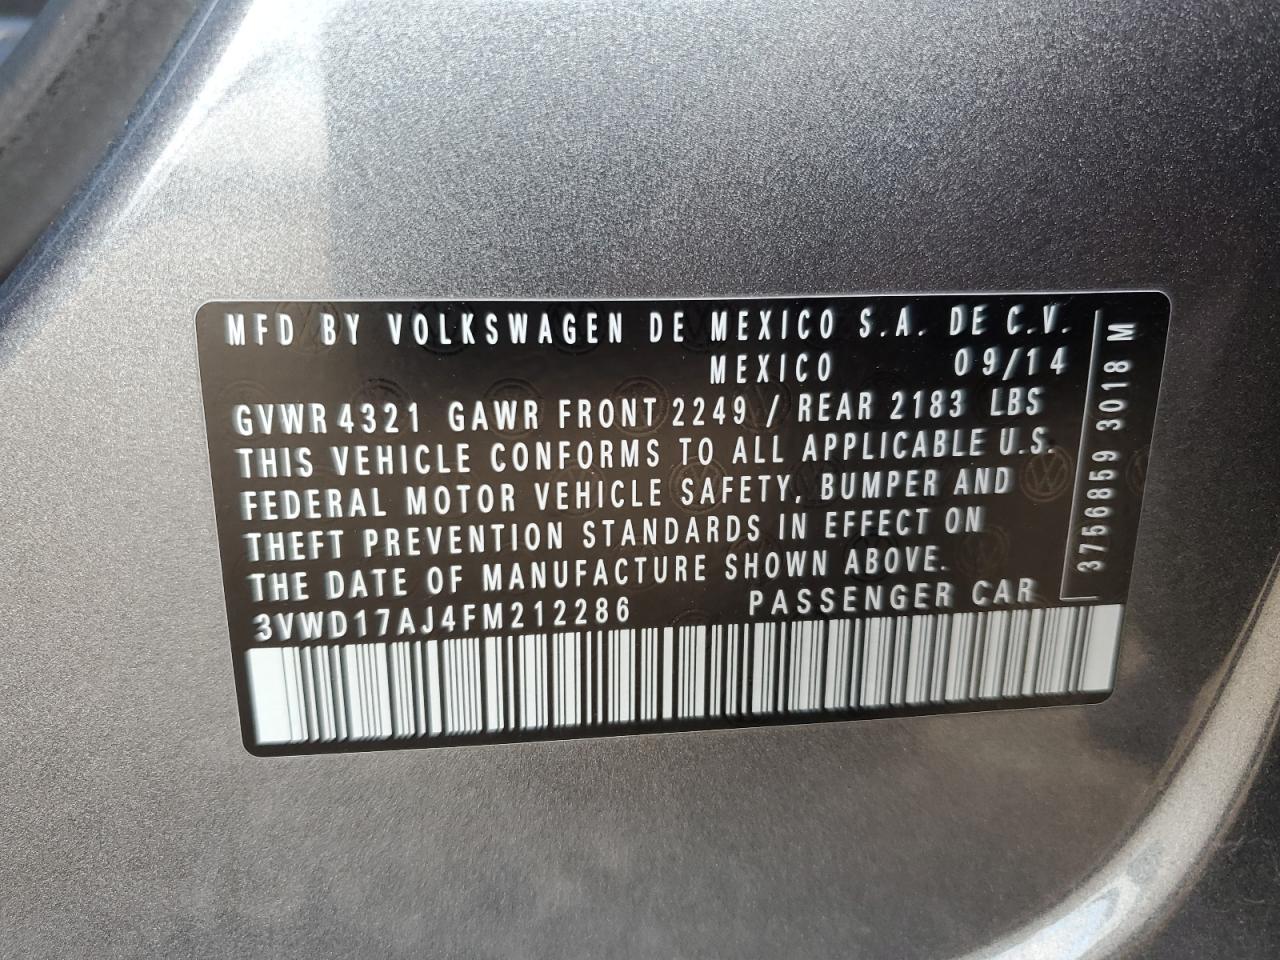 MFD BY VOLKSWAGEN DE MEXICO S.A. DE C.V.
MEXICO 09/14
GVWR 4321 GAWR FRONT 2249 / REAR 2183 LBS
THIS VEHICLE CONFORMS TO ALL APPLICABLE U.S.
FEDERAL MOTOR VEHICLE SAFETY, BUMPER AND
THEFT PREVENTION STANDARDS IN EFFECT ON
THE DATE OF MANUFACTURE SHOWN ABOVE.
3VWD17AJ4FM212286 PASSENGER CAR
3756859 3018 M